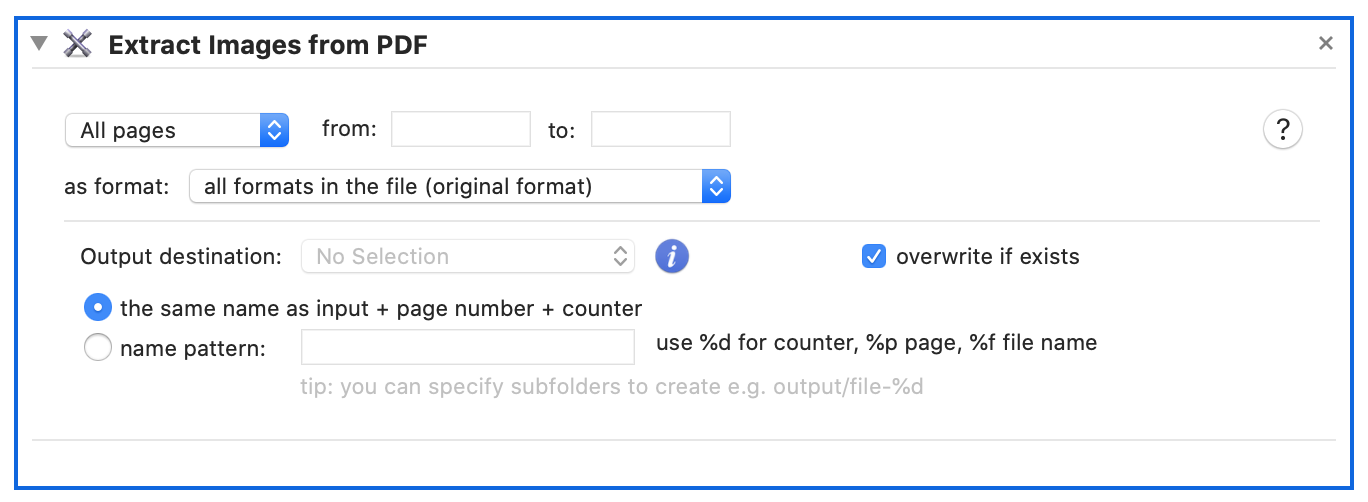 Extract Images from PDF
All pages from: to: ?
as format: all formats in the file (original format)
Output destination: No Selection i overwrite if exists
the same name as input + page number + counter
name pattern: use %d for counter, %p page, %f file name
tip: you can specify subfolders to create e.g. output/file-%d